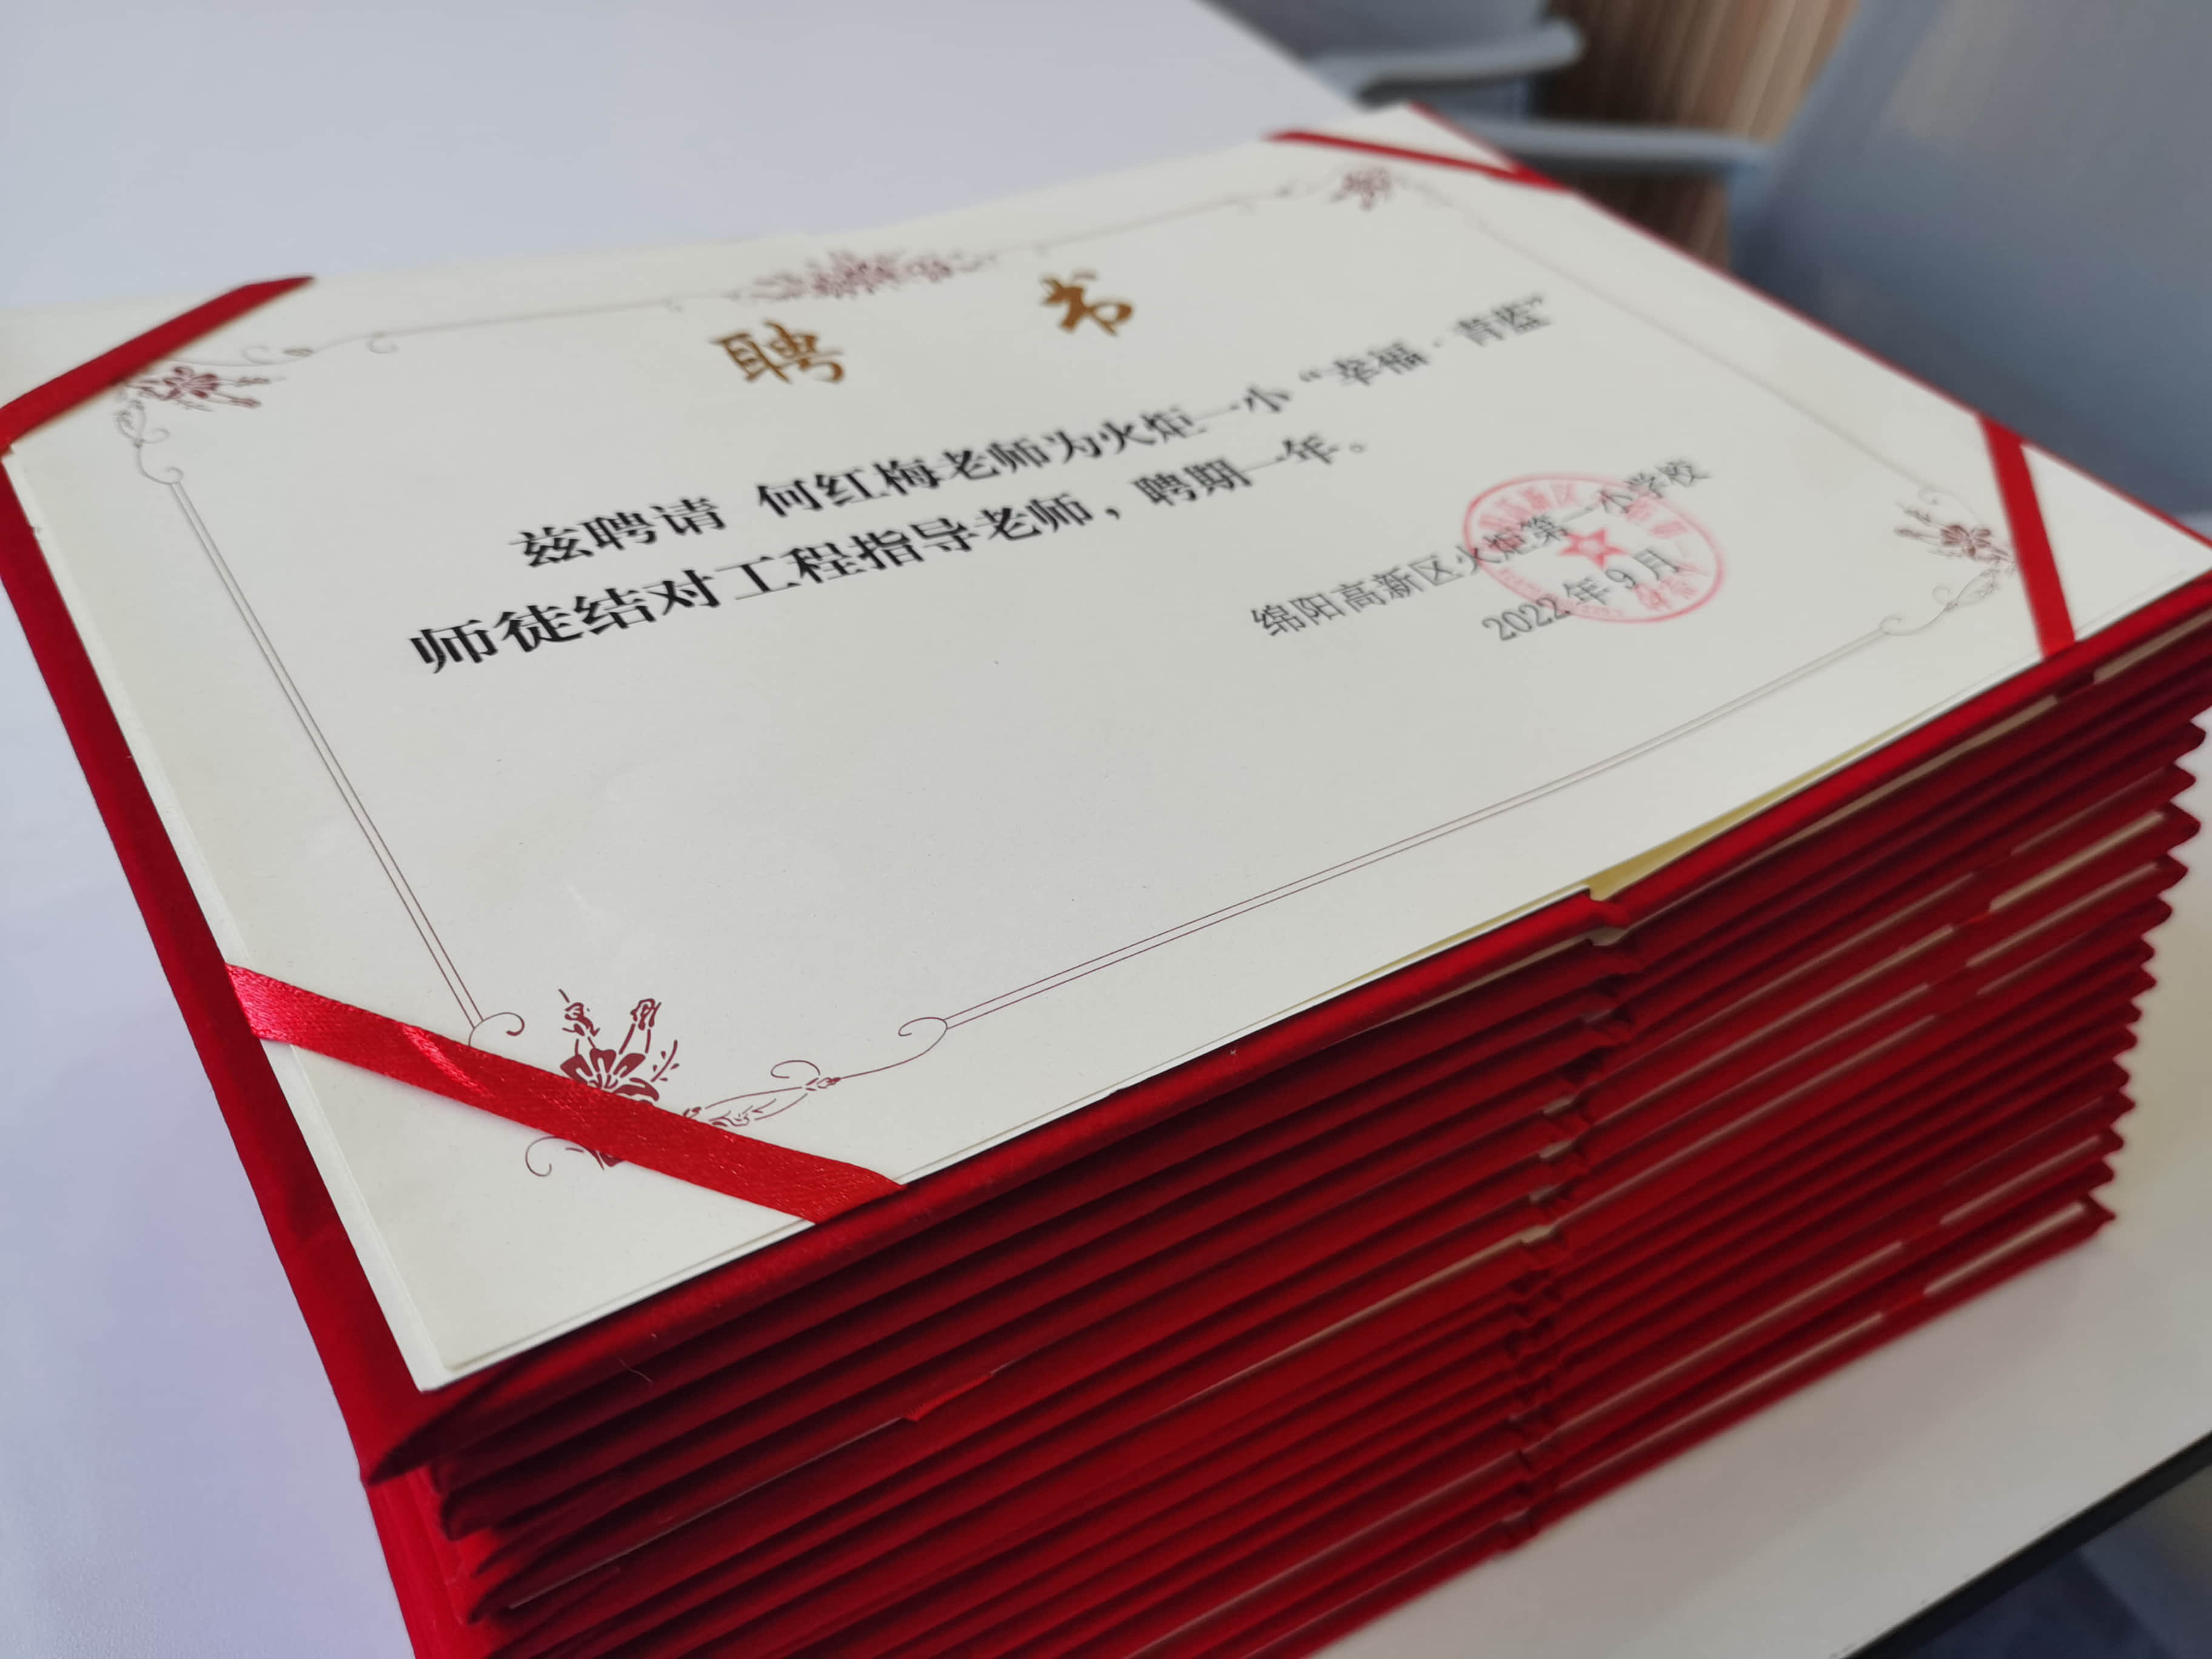 聘 书
兹聘请 何红梅老师为火炬一小“幸福·青蓝”
师徒结对工程指导老师，聘期一年。
绵阳高新区火炬第一小学校
2022年9月